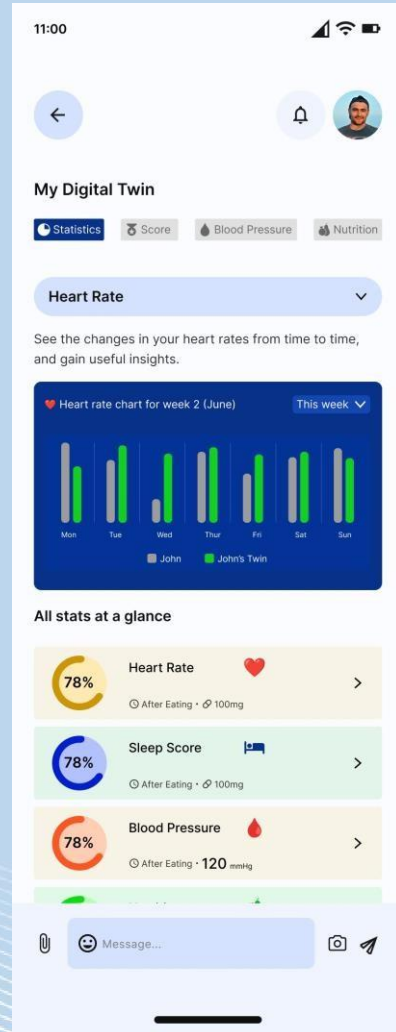 11:00
My Digital Twin
Statistics Score Blood Pressure Nutrition
Heart Rate
See the changes in your heart rates from time to time,
and gain useful insights.
Heart rate chart for week 2 (June) This week
Mon Tue Wed Thur Fri Sat Sun
John John's Twin
All stats at a glance
78% Heart Rate
After Eating • 100mg
78% Sleep Score
After Eating • 100mg
78% Blood Pressure
After Eating • 120 mmHg
Message...